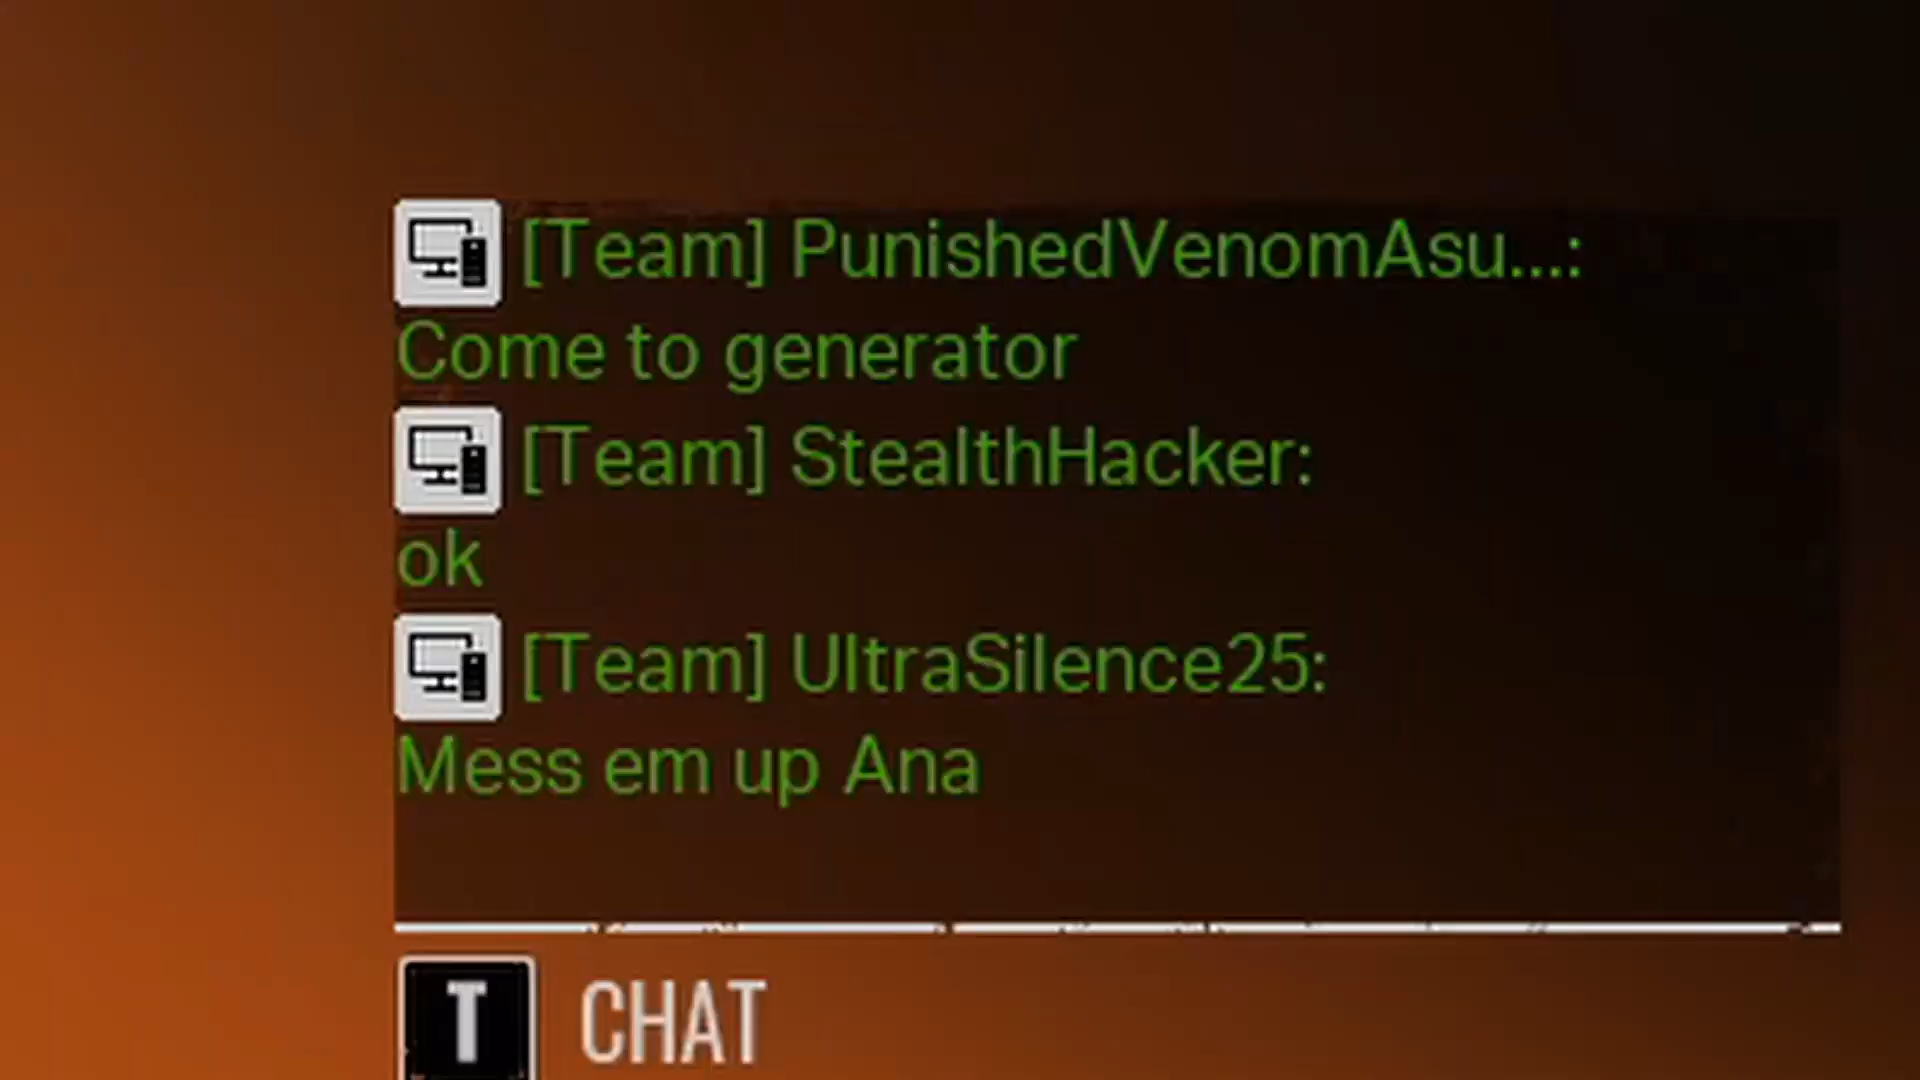 [Team] PunishedVenomAsu...:
Come to generator
[Team] StealthHacker:
ok
[Team] UltraSilence25:
Mess em up Ana
T CHAT